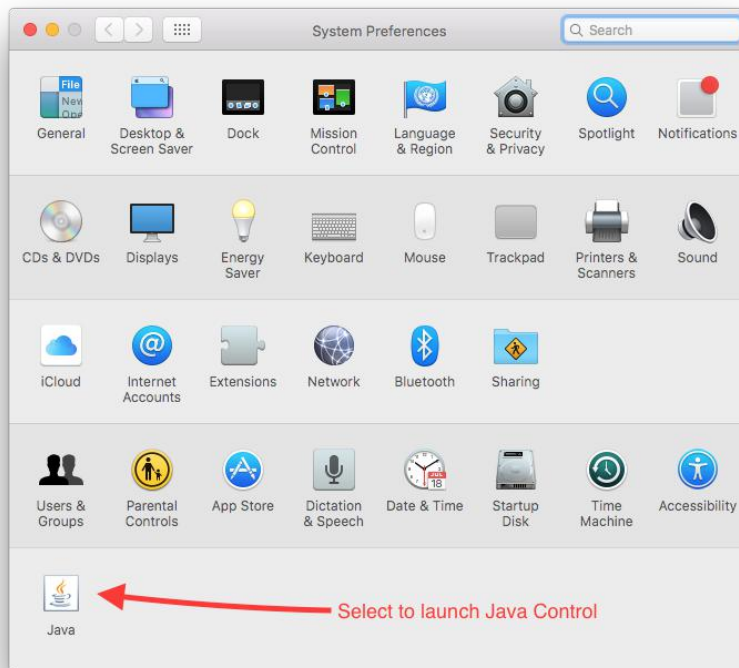 System Preferences
Search
File
New
Ope
General
Desktop &
Screen Saver
Dock
Mission
Control
Language
& Region
Security
& Privacy
Spotlight
Notifications
CDs & DVDs
Displays
Energy
Saver
Keyboard
Mouse
Trackpad
Printers &
Scanners
Sound
iCloud
@
Internet
Accounts
Extensions
Network
Bluetooth
Sharing
Users &
Groups
Parental
Controls
App Store
Dictation
& Speech
JUL
18
Date & Time
Startup
Disk
Time
Machine
Accessibility
Java
Select to launch Java Control